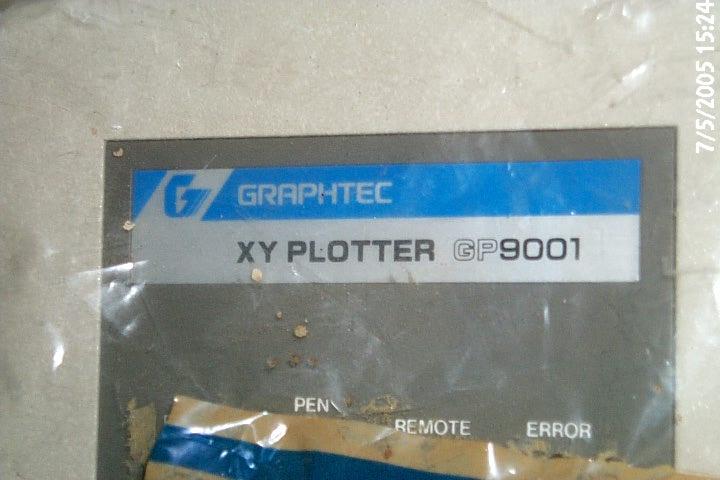 7/5/2005 15:24
GRAPHTEC
XY PLOTTER GP9001
PEN
REMOTE
ERROR